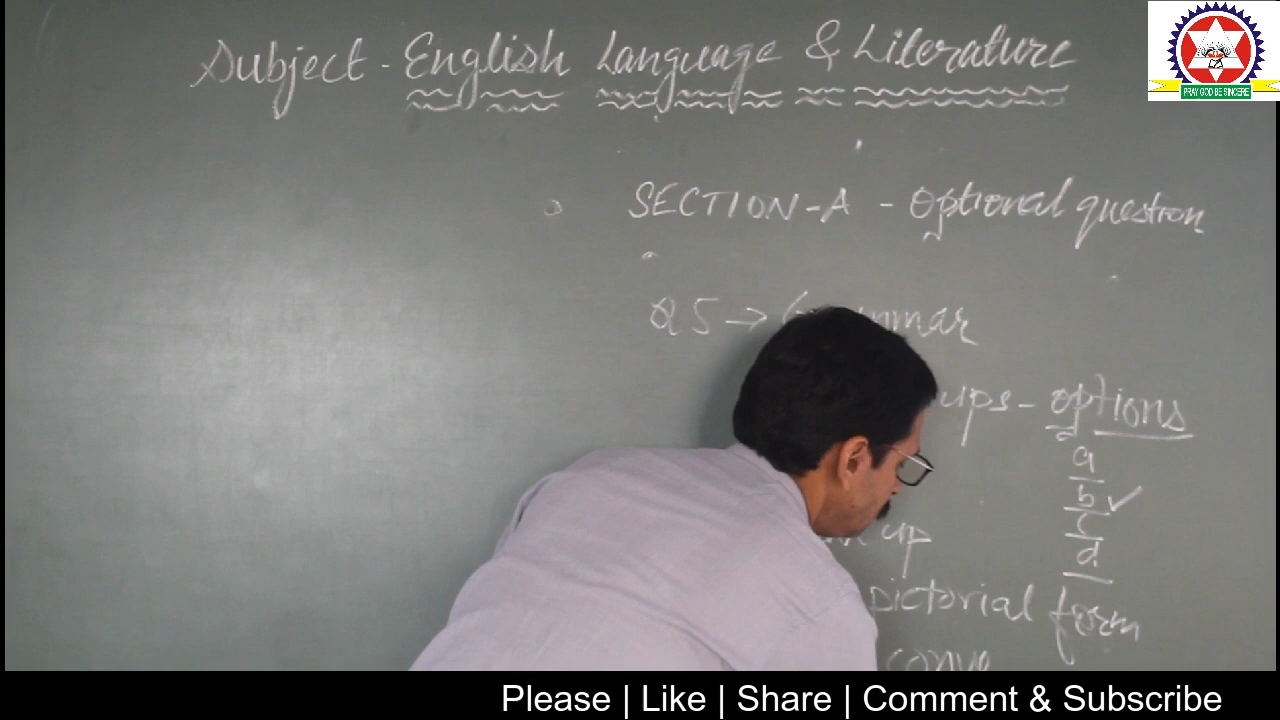 Subject - English Language & Literature
PRAY GOD BE SINCERE
SECTION-A - Optional question
Q5 →
options
a
b ✓
c
d
up
pictorial form
Please | Like | Share | Comment & Subscribe